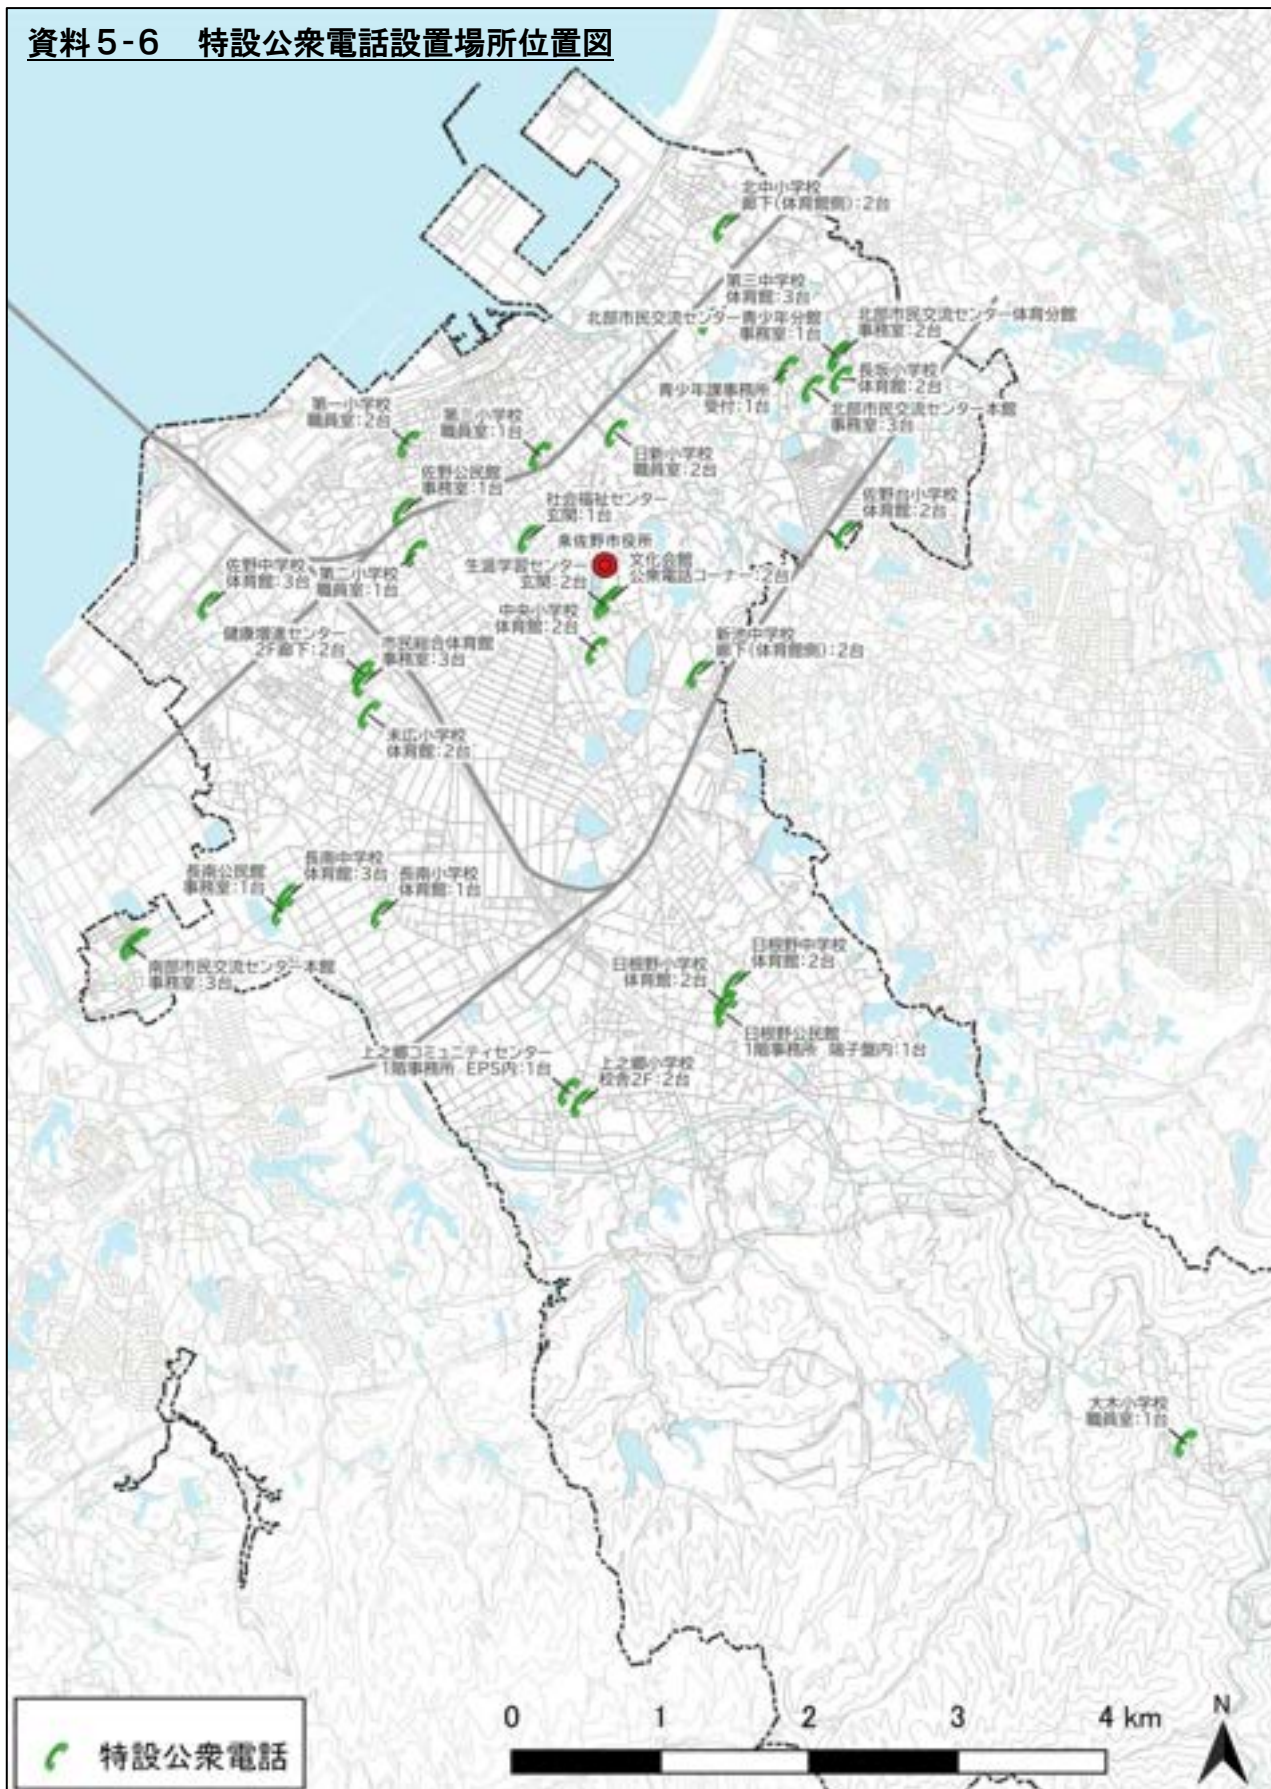 資料5-6 特設公衆電話設置場所位置図
北中小学校
廊下(体育館側):2台
第三中学校
体育館:3台
北部市民交流センター青少年分館
事務室:1台
北部市民交流センター体育分館
事務室:2台
青少年課事務所
受付:1台
長坂小学校
体育館:2台
北部市民交流センター本館
事務室:3台
第一小学校
職員室:2台
職員室:1台
日新小学校
職員室:2台
佐野公民館
事務室:1台
社会福祉センター
玄関:1台
佐野台小学校
体育館:2台
泉佐野市役所
佐野中学校
体育館:3台
第二小学校
職員室:1台
生涯学習センター
玄関:2台
文化会館
公衆電話コーナー:2台
中央小学校
体育館:2台
健康増進センター
2F廊下:2台
市民総合体育館
事務室:3台
新池中学校
廊下(体育館側):2台
末広小学校
体育館:2台
長南公民館
事務室:1台
長南中学校
体育館:3台
長南小学校
体育館:1台
南部市民交流センター本館
事務室:3台
日根野小学校
体育館:2台
日根野中学校
体育館:2台
日根野公民館
1階事務所 端子盤内:1台
上之郷コミュニティセンター
1階事務所 EPS内:1台
上之郷小学校
校舎2F:2台
大木小学校
職員室:1台
特設公衆電話
0 1 2 3 4 km
N